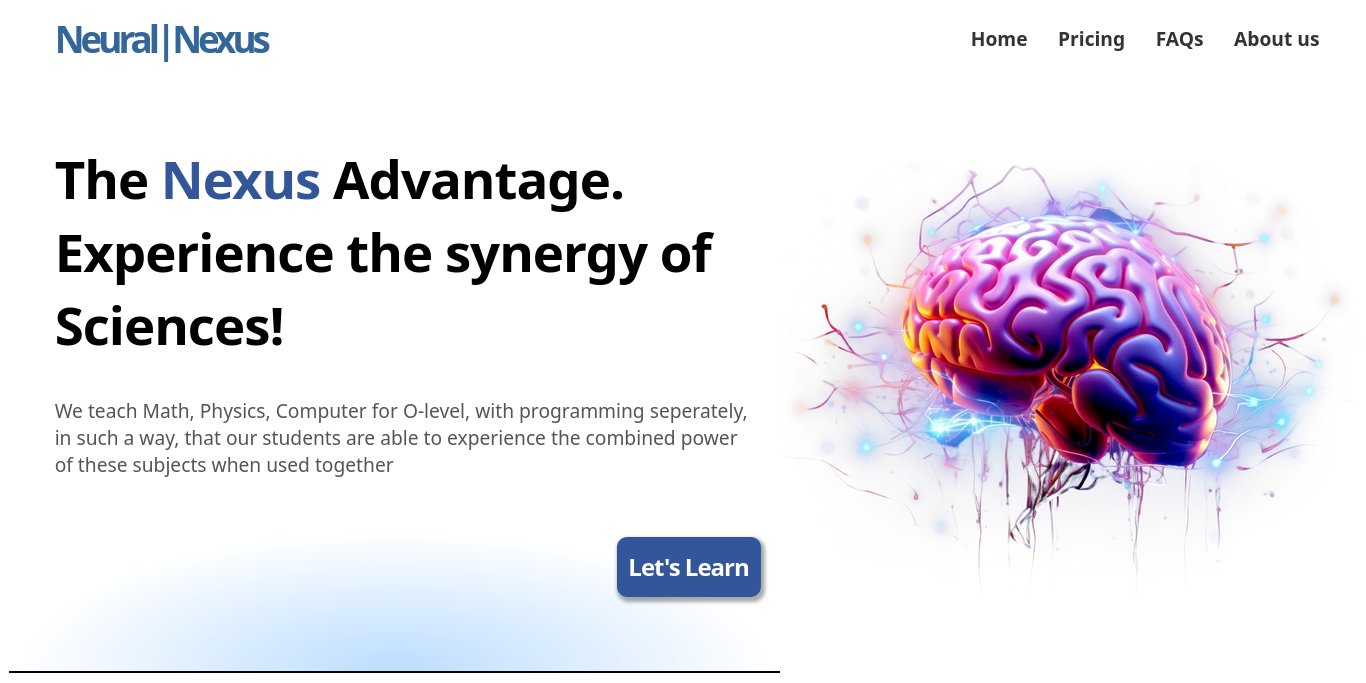 Neural|Nexus
Home Pricing FAQs About us
The Nexus Advantage.
Experience the synergy of
Sciences!
We teach Math, Physics, Computer for O-level, with programming seperately,
in such a way, that our students are able to experience the combined power
of these subjects when used together
Let's Learn